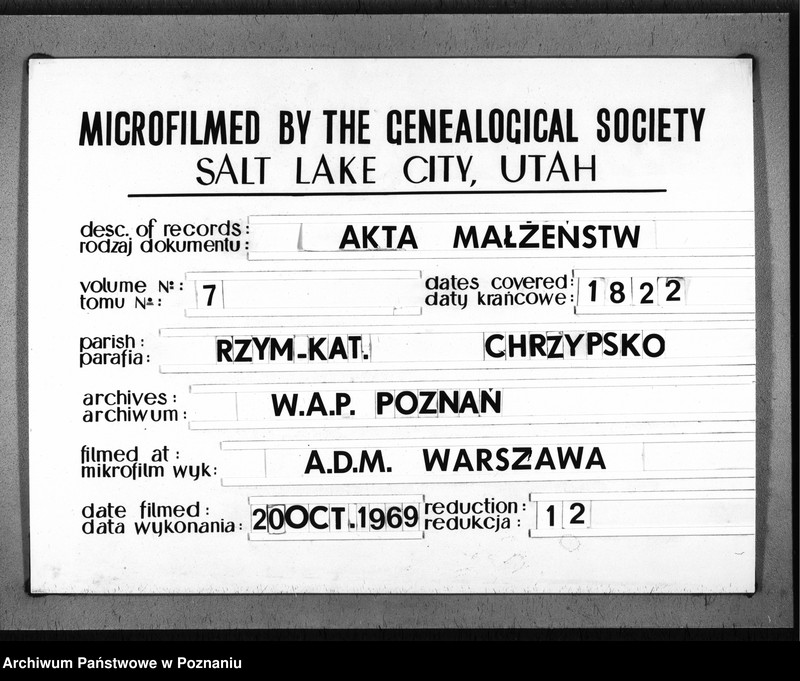 MICROFILMED BY THE GENEALOGICAL SOCIETY
SALT LAKE CITY, UTAH
desc. of records:
rodzaj dokumentu:
AKTA MAŁŻEŃSTW
volume №:
tomu №:
7
dates covered:
daty krańcowe:
1822
parish:
parafia:
RZYM-KAT. CHRZYPSKO
archives:
archiwum:
W.A.P. POZNAŃ
filmed at:
mikrofilm wyk:
A.D.M. WARSZAWA
date filmed:
data wykonania:
20OCT.1969
reduction:
redukcja:
12
Archiwum Państwowe w Poznaniu